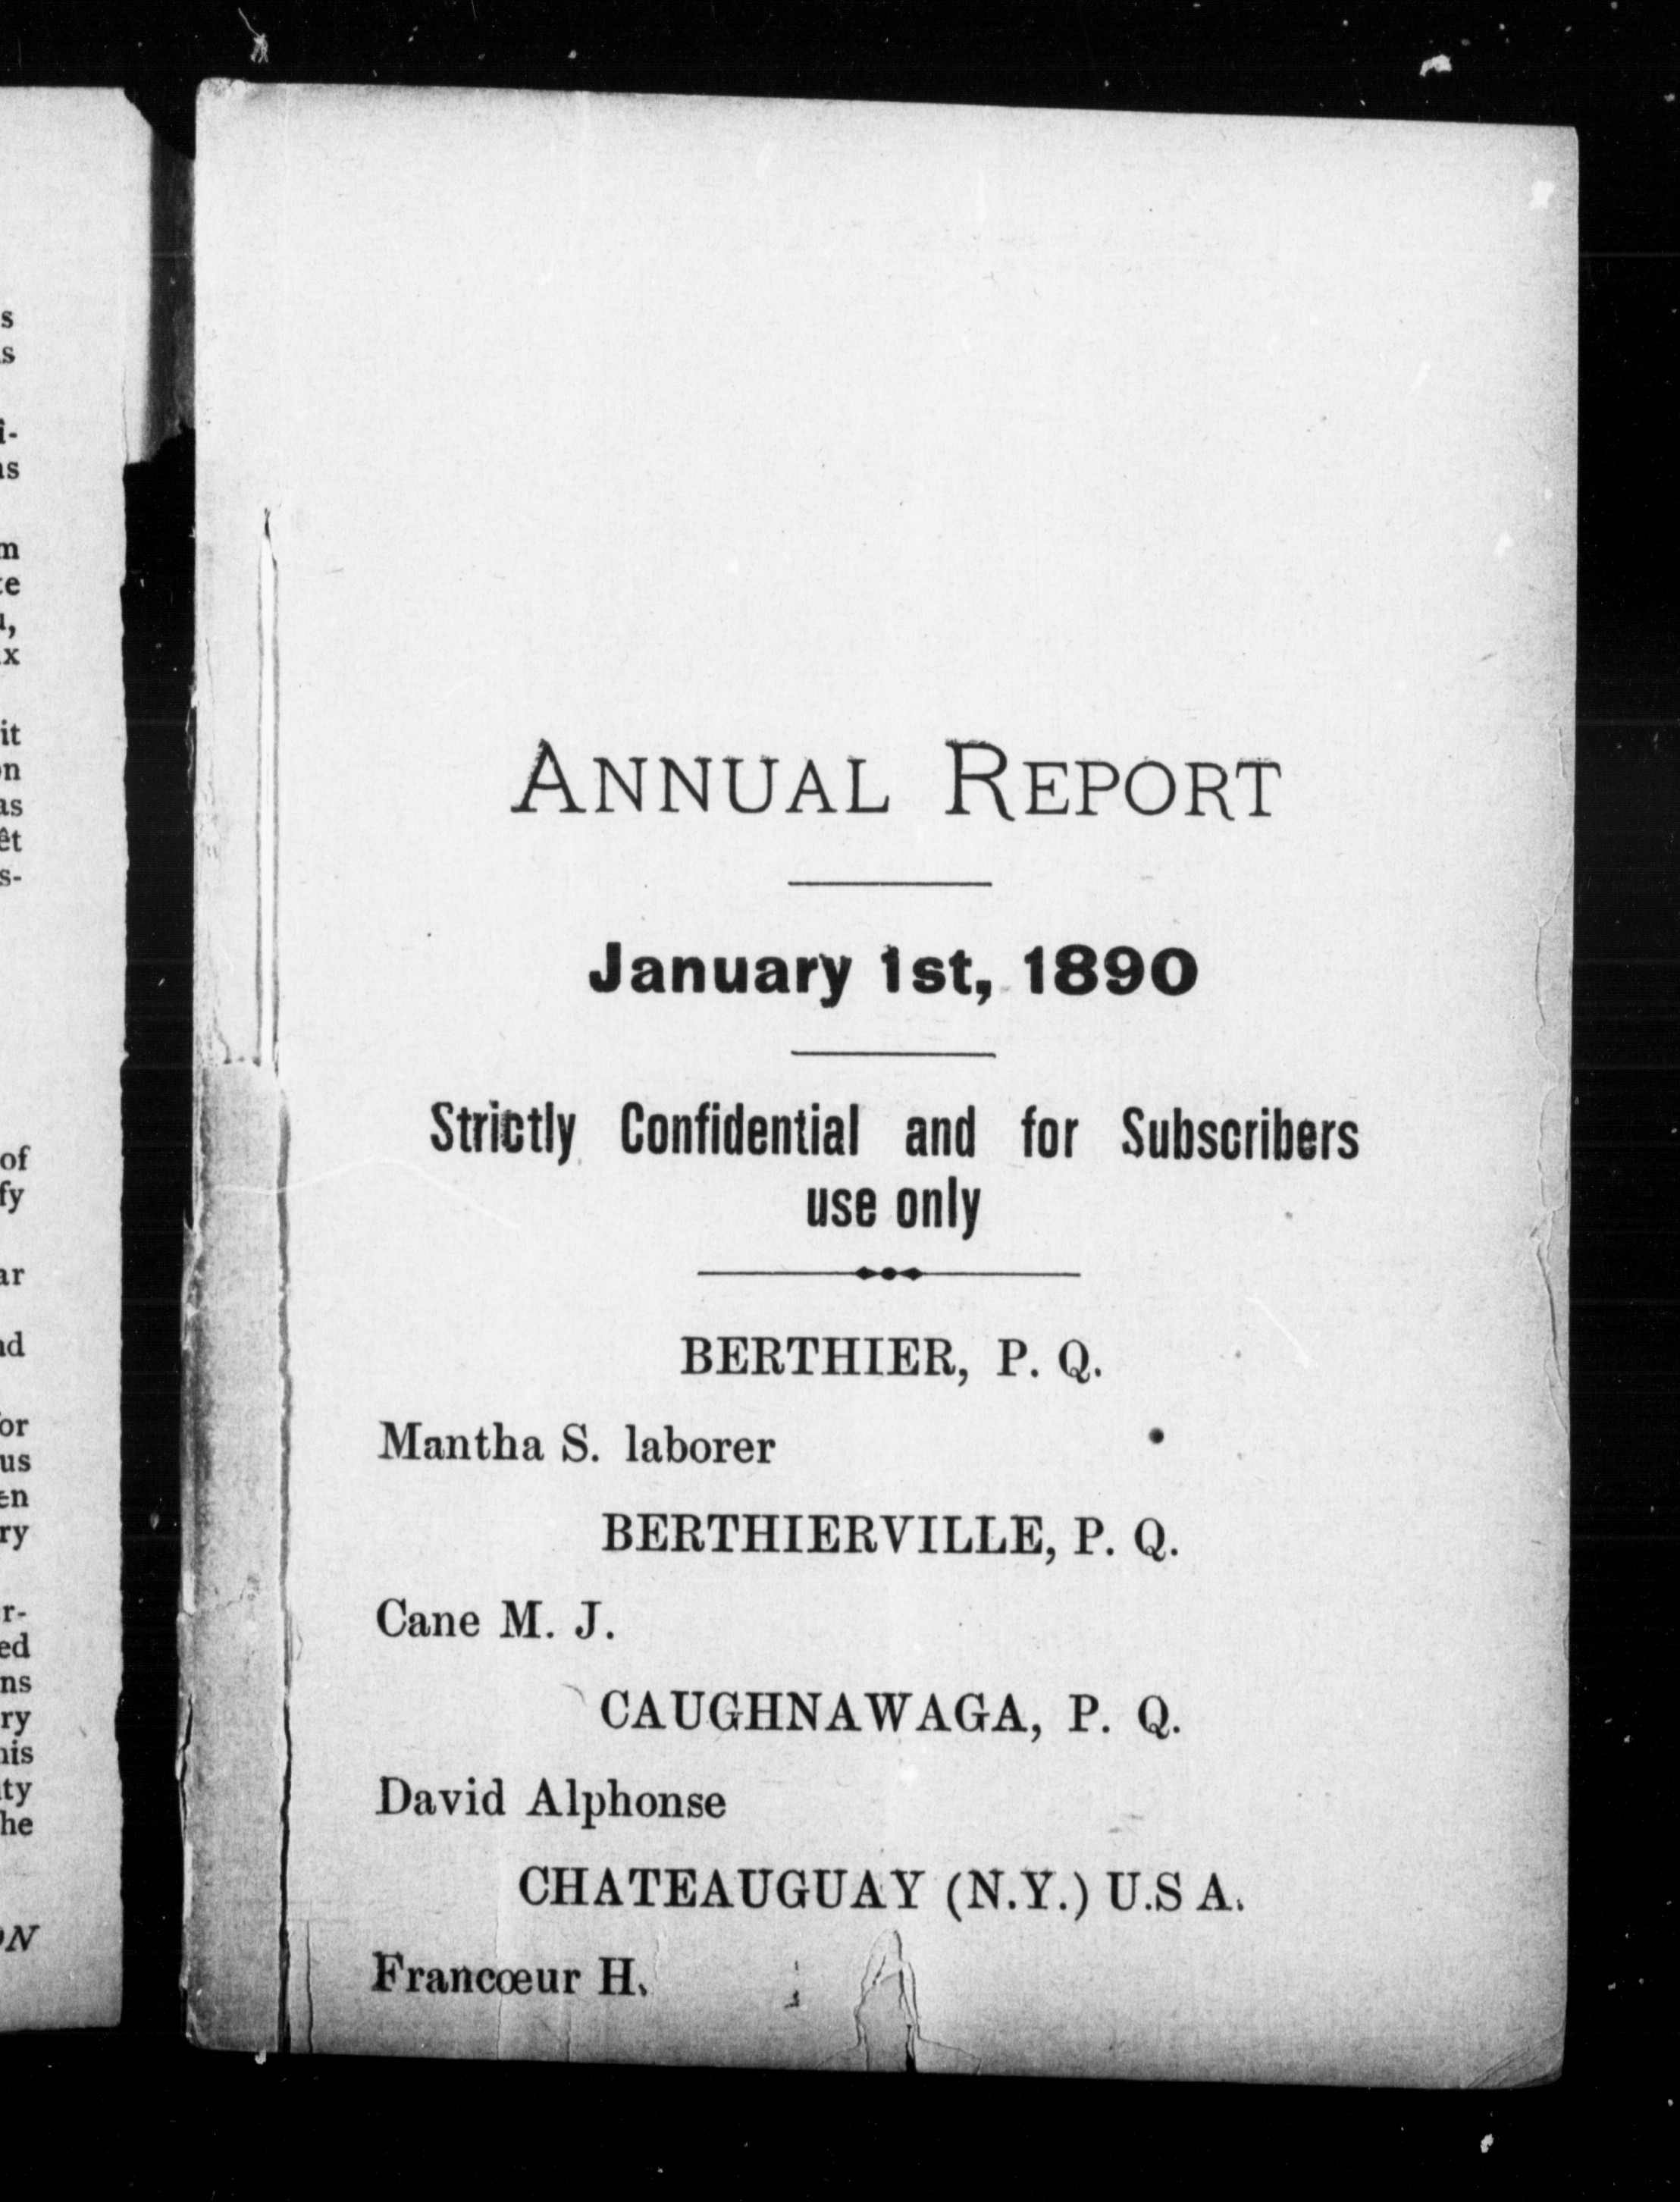 ANNUAL REPORT
January 1st, 1890
Strictly Confidential and for Subscribers
use only
BERTHIER, P. Q.
Mantha S. laborer
BERTHIERVILLE, P. Q.
Cane M. J.
CAUGHNAWAGA, P. Q.
David Alphonse
CHATEAUGUAY (N.Y.) U.S A.
Francœur H.